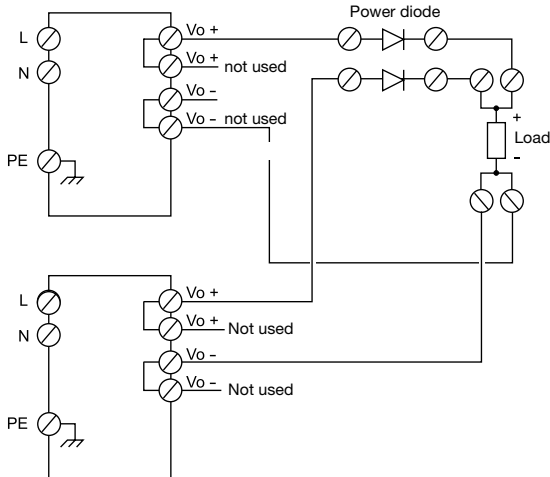 Power diode
L
Vo +
N
Vo + not used
Vo -
Vo - not used
PE
+
Load
-
L
Vo +
N
Vo + Not used
Vo -
Vo - Not used
PE